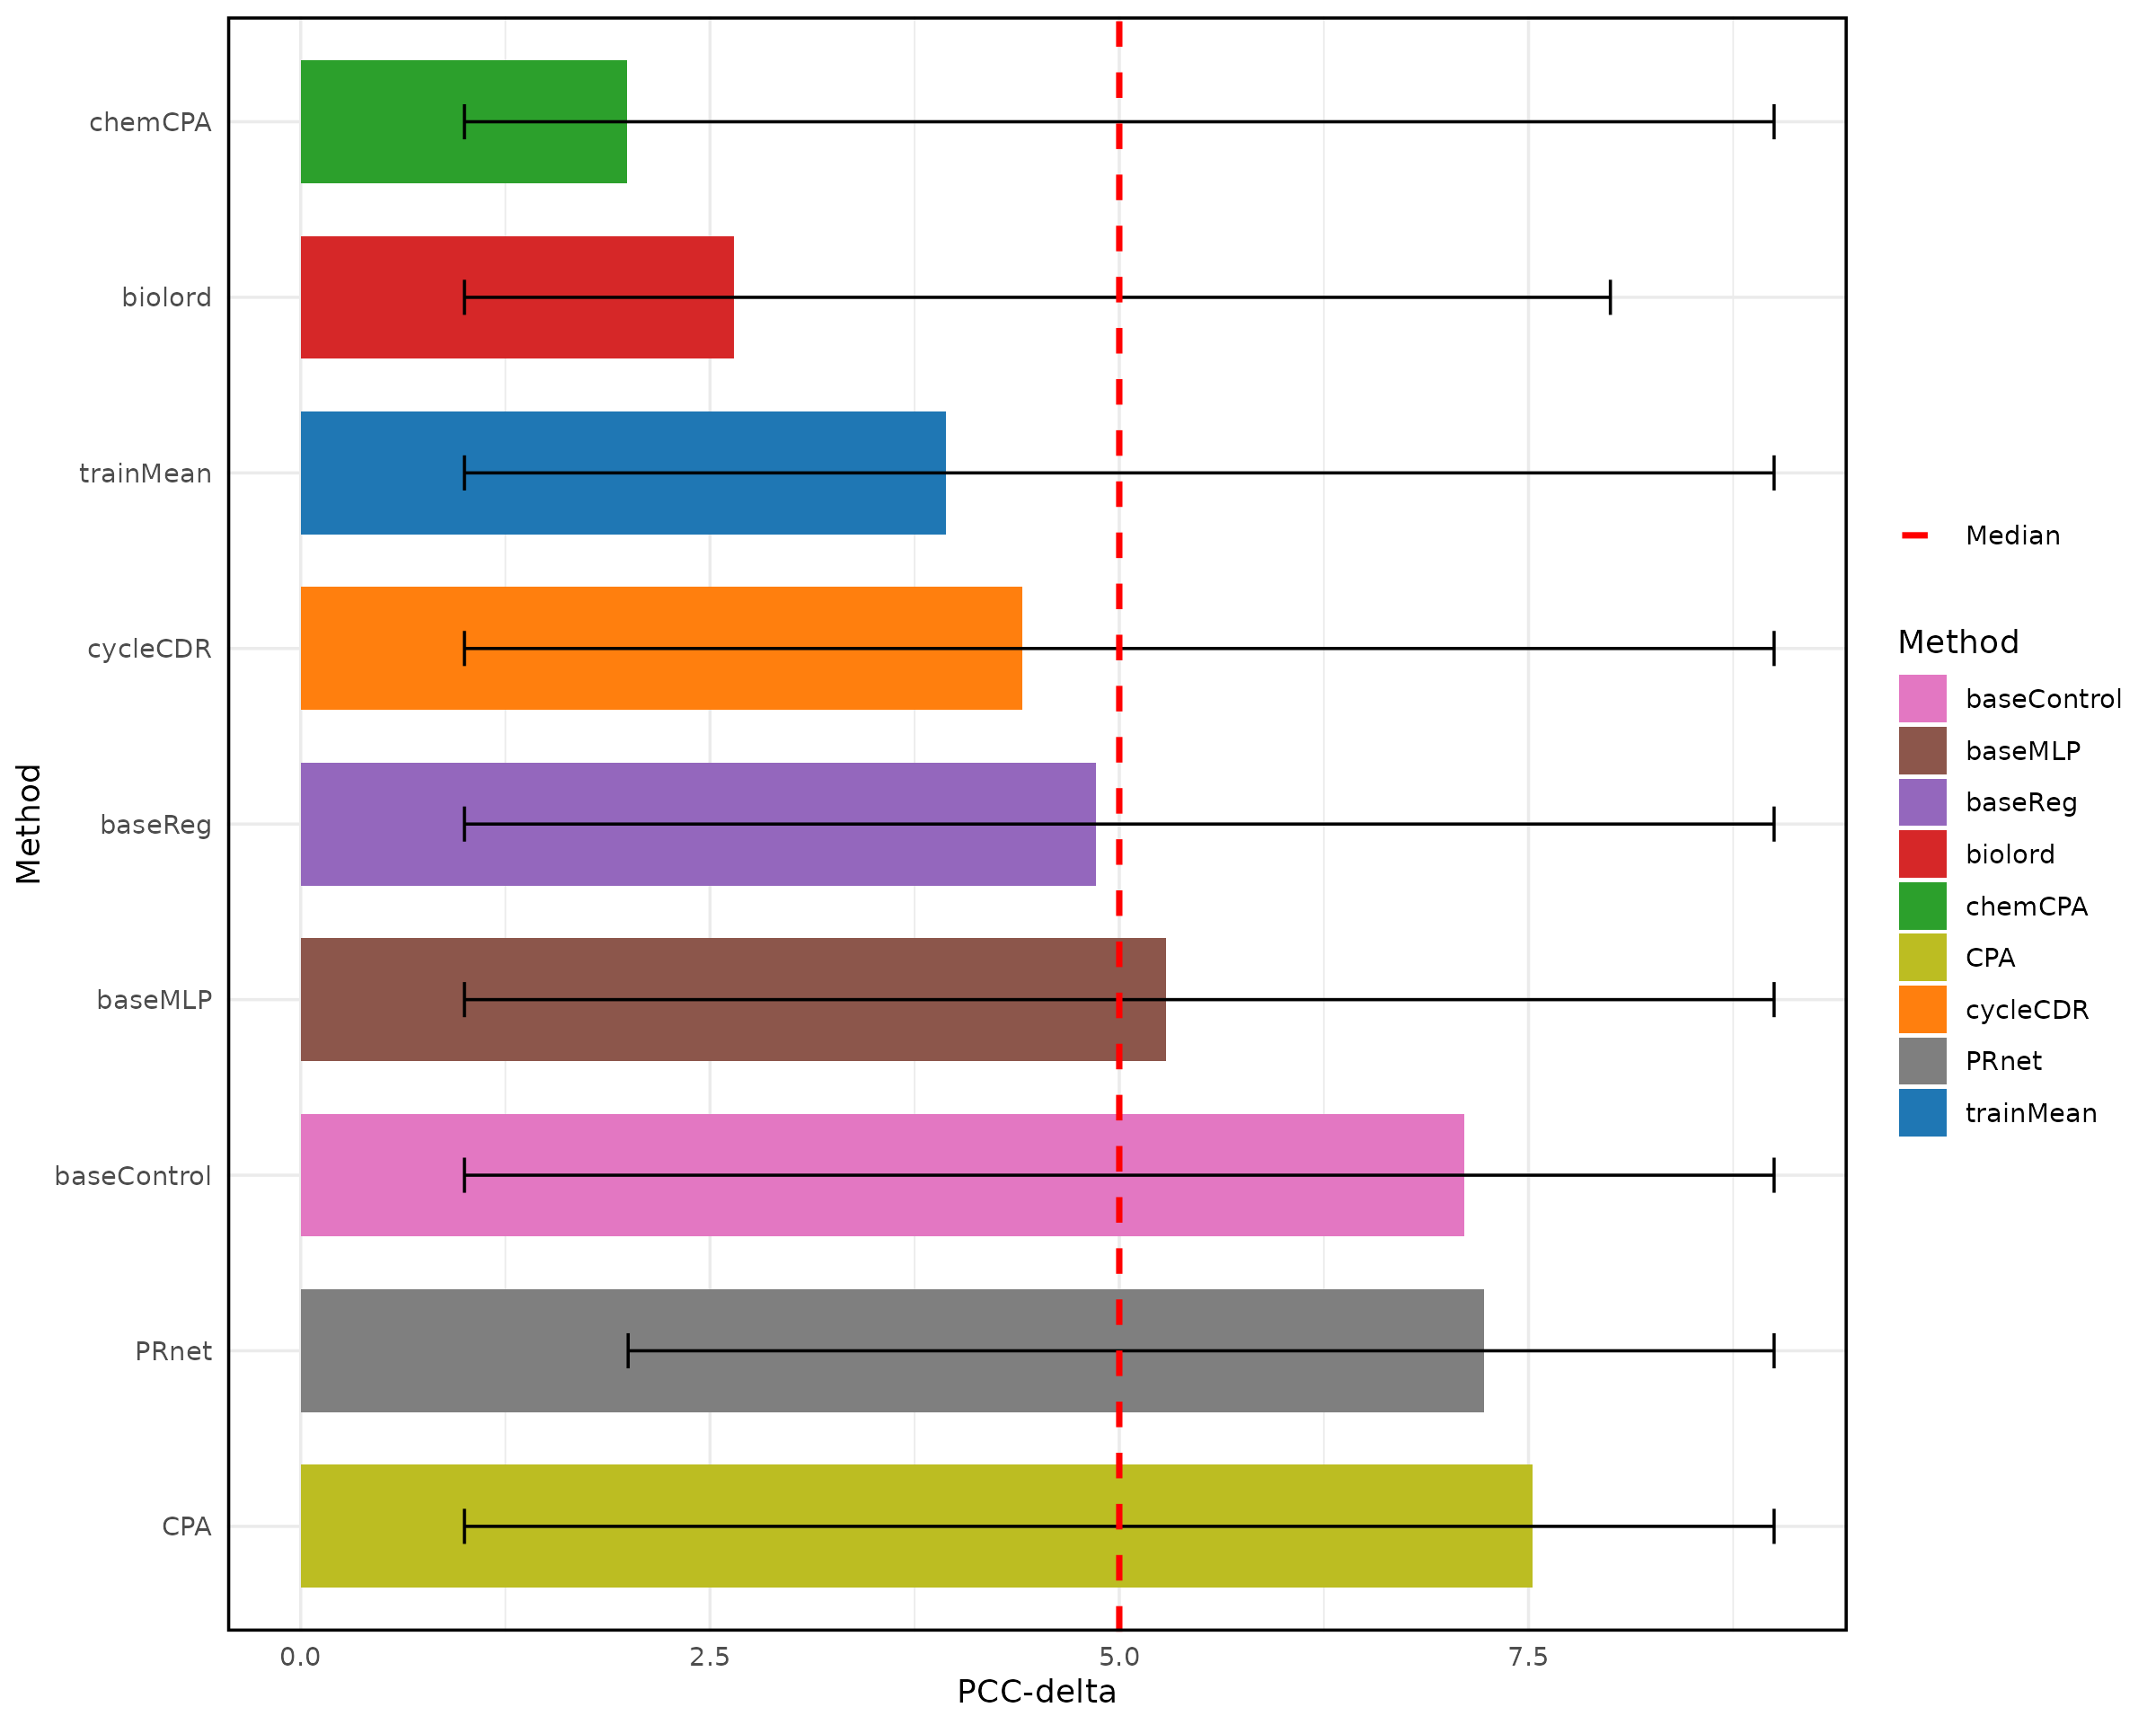 chemCPA
biolord
trainMean
cycleCDR
baseReg
baseMLP
baseControl
PRnet
CPA
Method
0.0
2.5
5.0
7.5
PCC-delta
Median
Method
baseControl
baseMLP
baseReg
biolord
chemCPA
CPA
cycleCDR
PRnet
trainMean